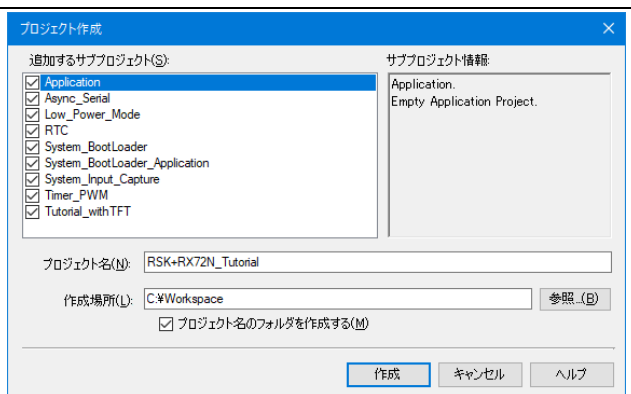 プロジェクト作成
追加するサブプロジェクト(S):
サブプロジェクト情報:
Application
Async_Serial
Low_Power_Mode
RTC
System_BootLoader
System_BootLoader_Application
System_Input_Capture
Timer_PWM
Tutorial_withTFT
Application.
Empty Application Project.
プロジェクト名(N):
RSK+RX72N_Tutorial
作成場所(L):
C:¥Workspace
参照...(B)
プロジェクト名のフォルダを作成する(M)
作成
キャンセル
ヘルプ